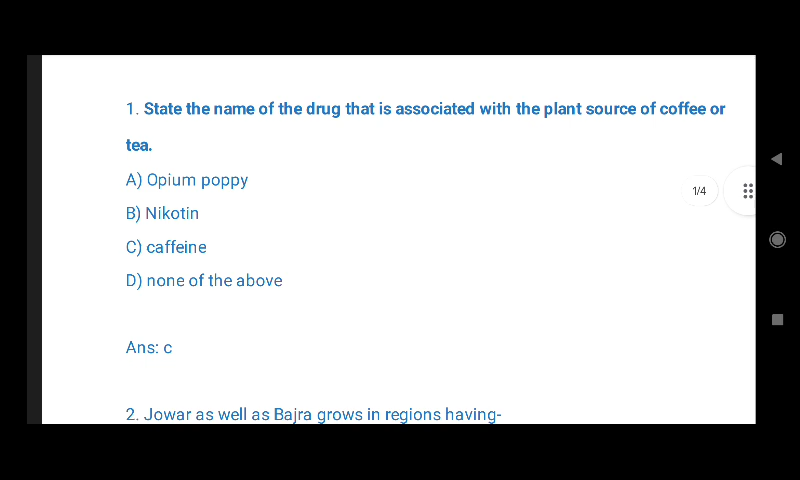 1. State the name of the drug that is associated with the plant source of coffee or
tea.
A) Opium poppy
1/4
B) Nikotin
C) caffeine
D) none of the above
Ans: c
2. Jowar as well as Bajra grows in regions having-